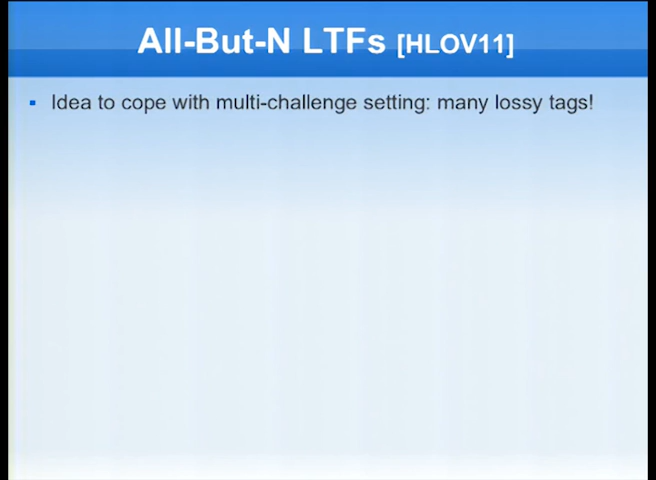 All-But-N LTFs [HLOV11]
Idea to cope with multi-challenge setting: many lossy tags!